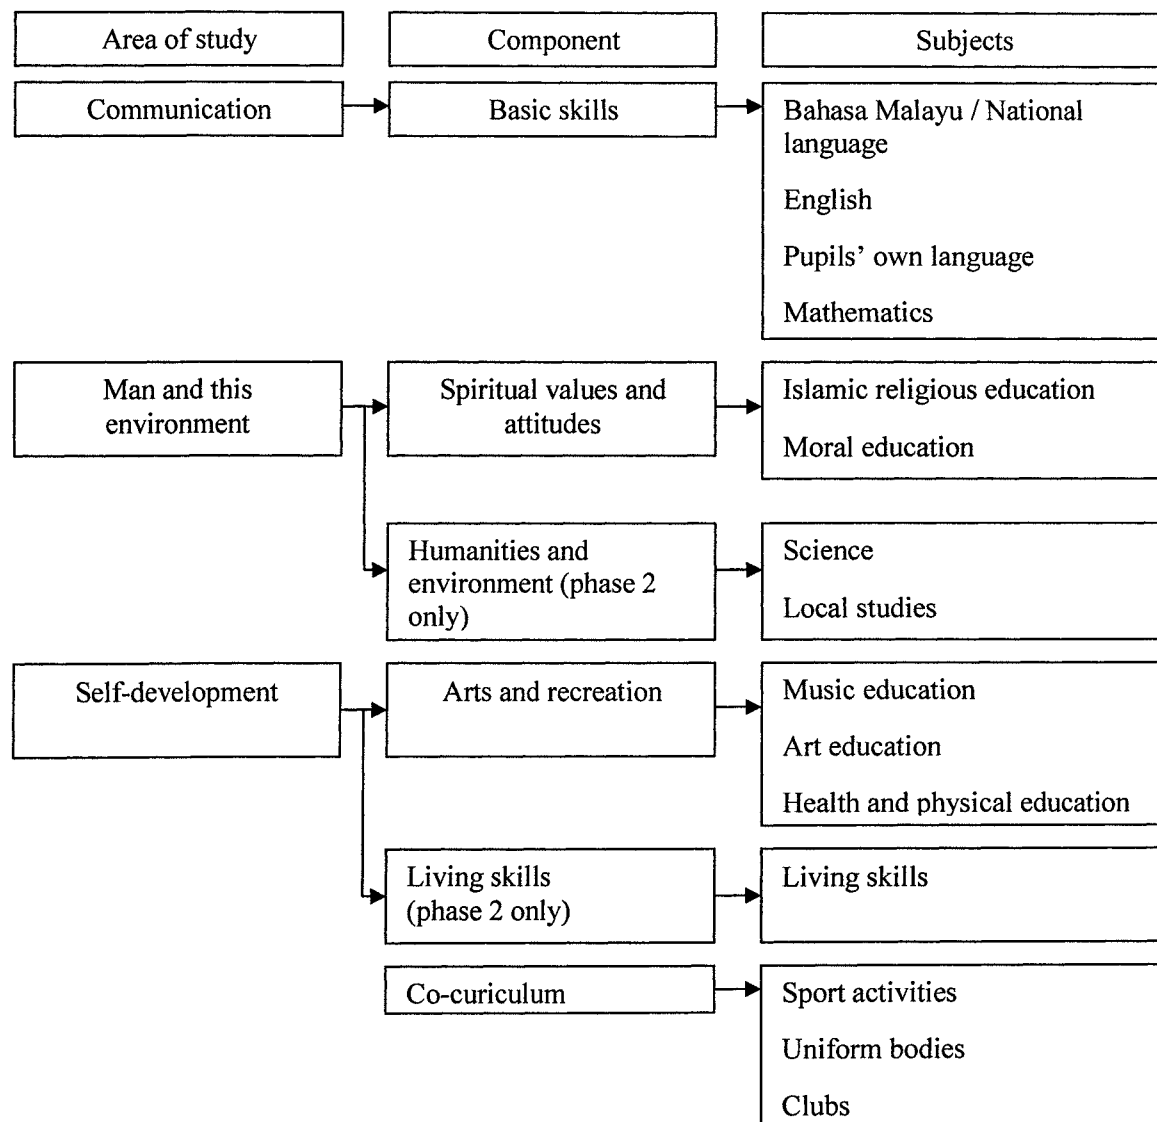 Area of study
Component
Subjects
Communication
Basic skills
Bahasa Malayu / National
language
English
Pupils' own language
Mathematics
Man and this
environment
Spiritual values and
attitudes
Islamic religious education
Moral education
Humanities and
environment (phase 2
only)
Science
Local studies
Self-development
Arts and recreation
Music education
Art education
Health and physical education
Living skills
(phase 2 only)
Living skills
Co-curiculum
Sport activities
Uniform bodies
Clubs